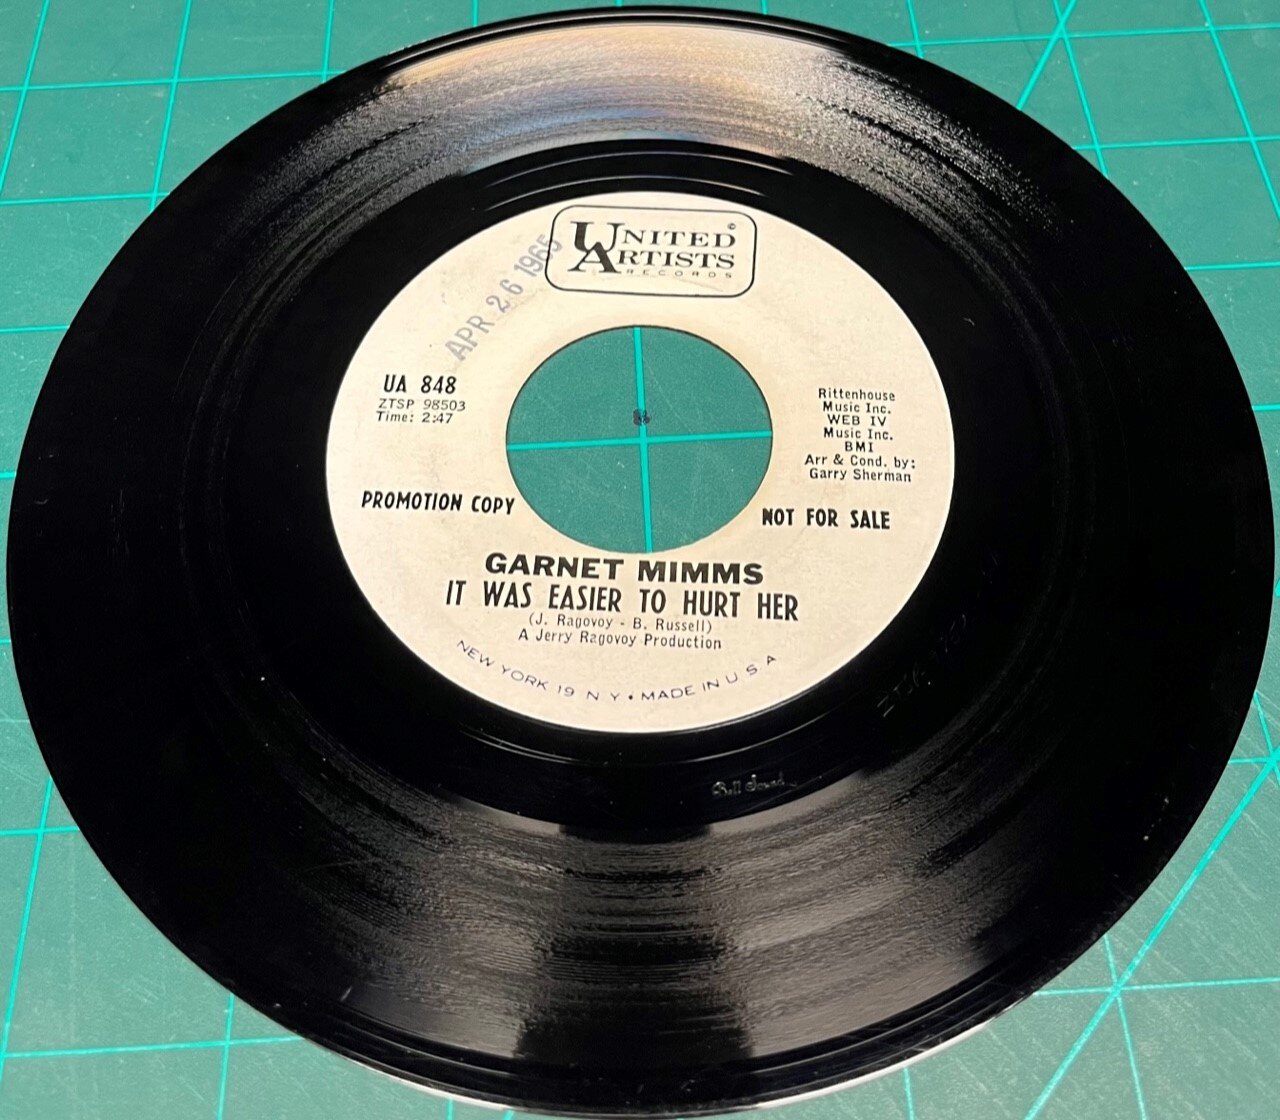 UNITED
ARTISTS
RECORDS
©
APR 26 1965
UA 848
ZTSP 98503
Time: 2:47
Rittenhouse
Music Inc.
WEB IV
Music Inc.
BMI
Arr & Cond. by:
Garry Sherman
PROMOTION COPY
NOT FOR SALE
GARNET MIMMS
IT WAS EASIER TO HURT HER
(J. Ragovoy - B. Russell)
A Jerry Ragovoy Production
NEW YORK 19 N Y • MADE IN U S A
Bell Sound